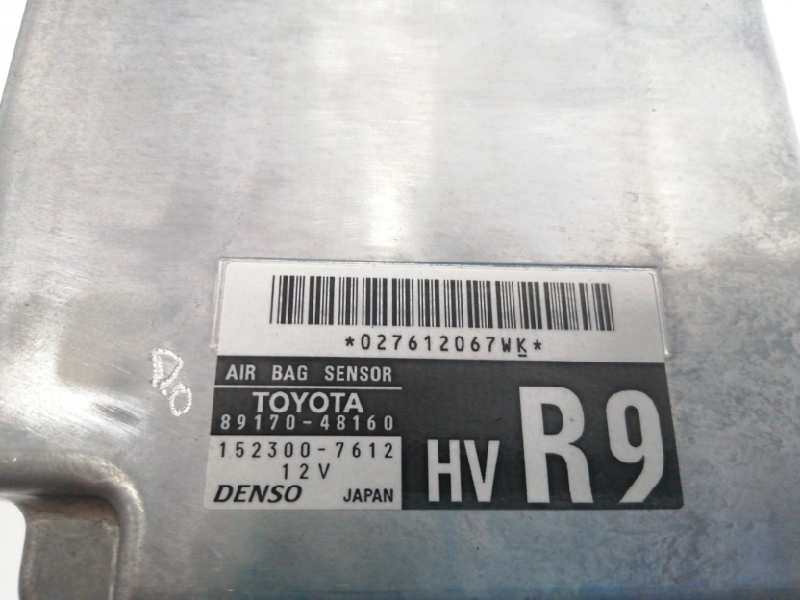 *027612067WK*
AIR BAG SENSOR
TOYOTA
89170-48160
152300-7612
12V
DENSO JAPAN
HV R9